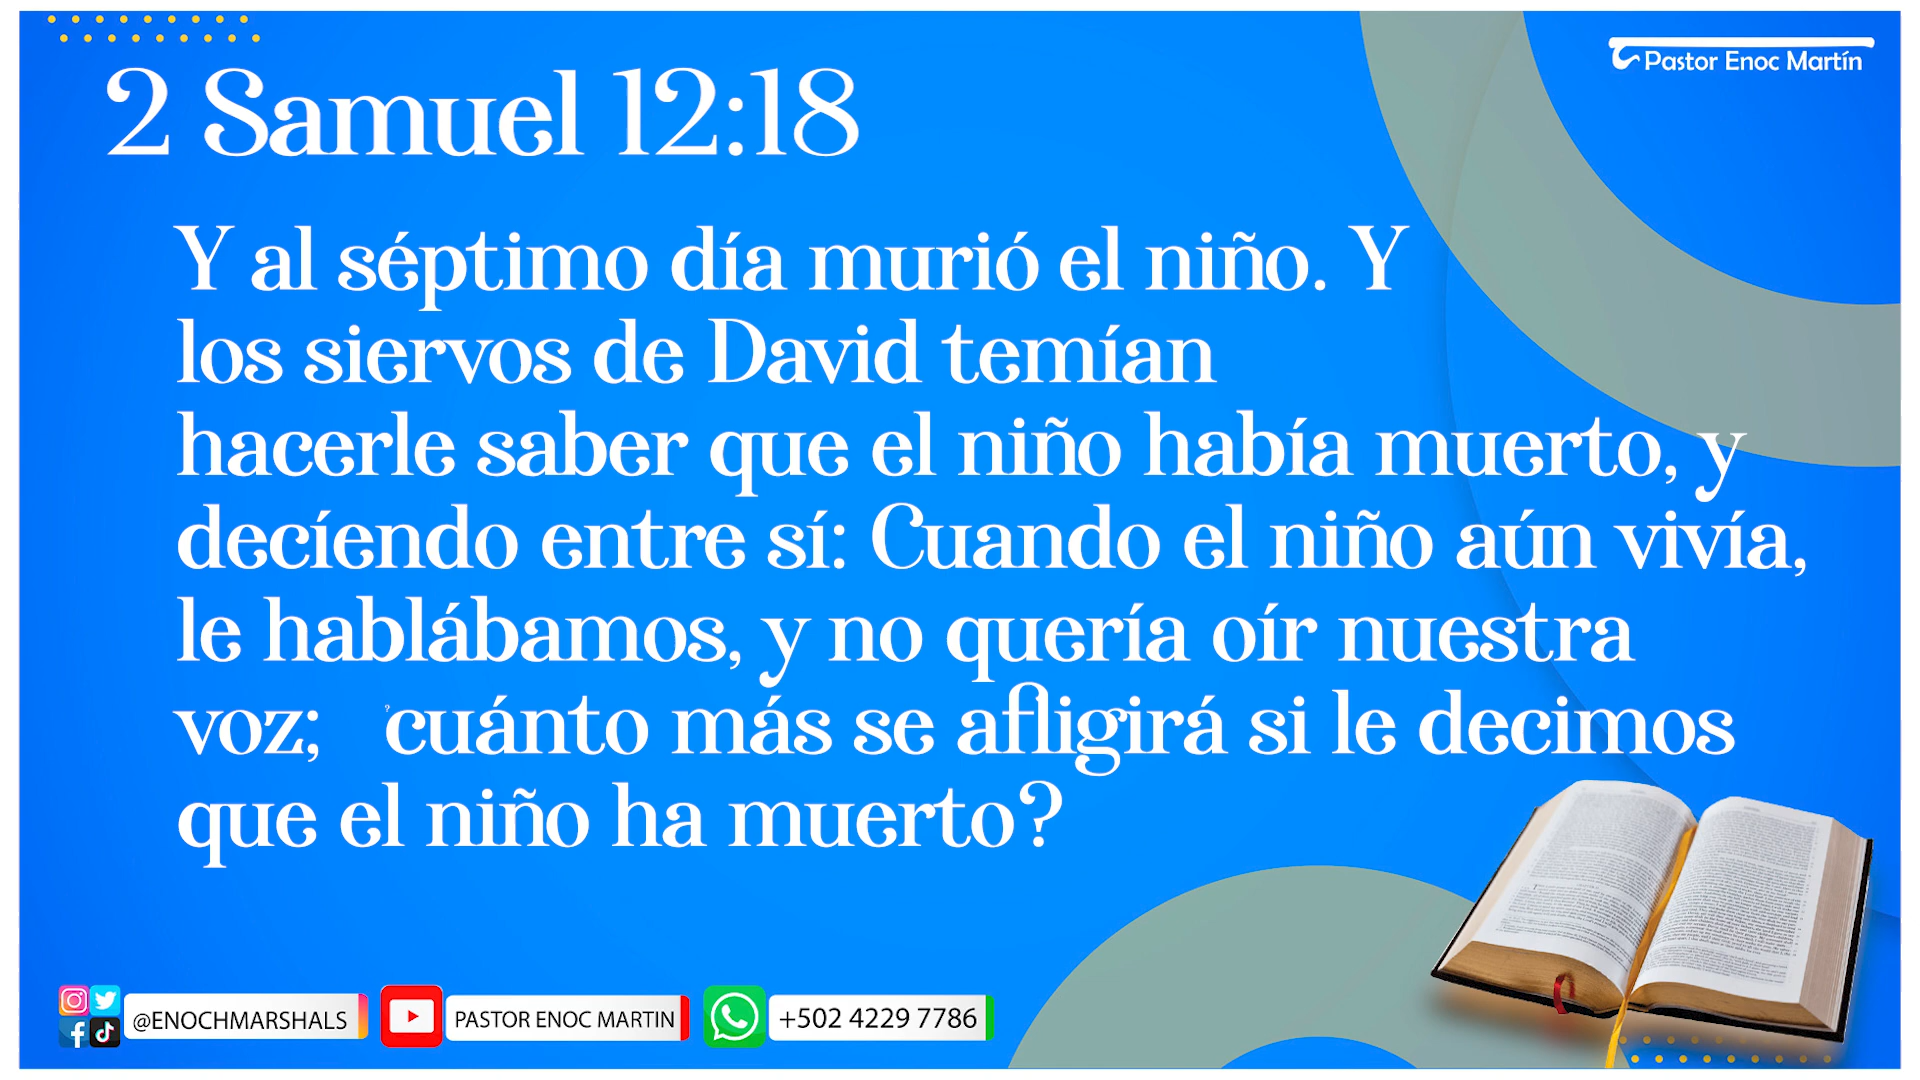 Pastor Enoc Martín
2 Samuel 12:18
Y al séptimo día murió el niño. Y
los siervos de David temían
hacerle saber que el niño había muerto, y
decíendo entre sí: Cuando el niño aún vivía,
le hablábamos, y no quería oír nuestra
voz; ?cuánto más se afligirá si le decimos
que el niño ha muerto?
@ENOCHMARSHALS
PASTOR ENOC MARTIN
+502 4229 7786